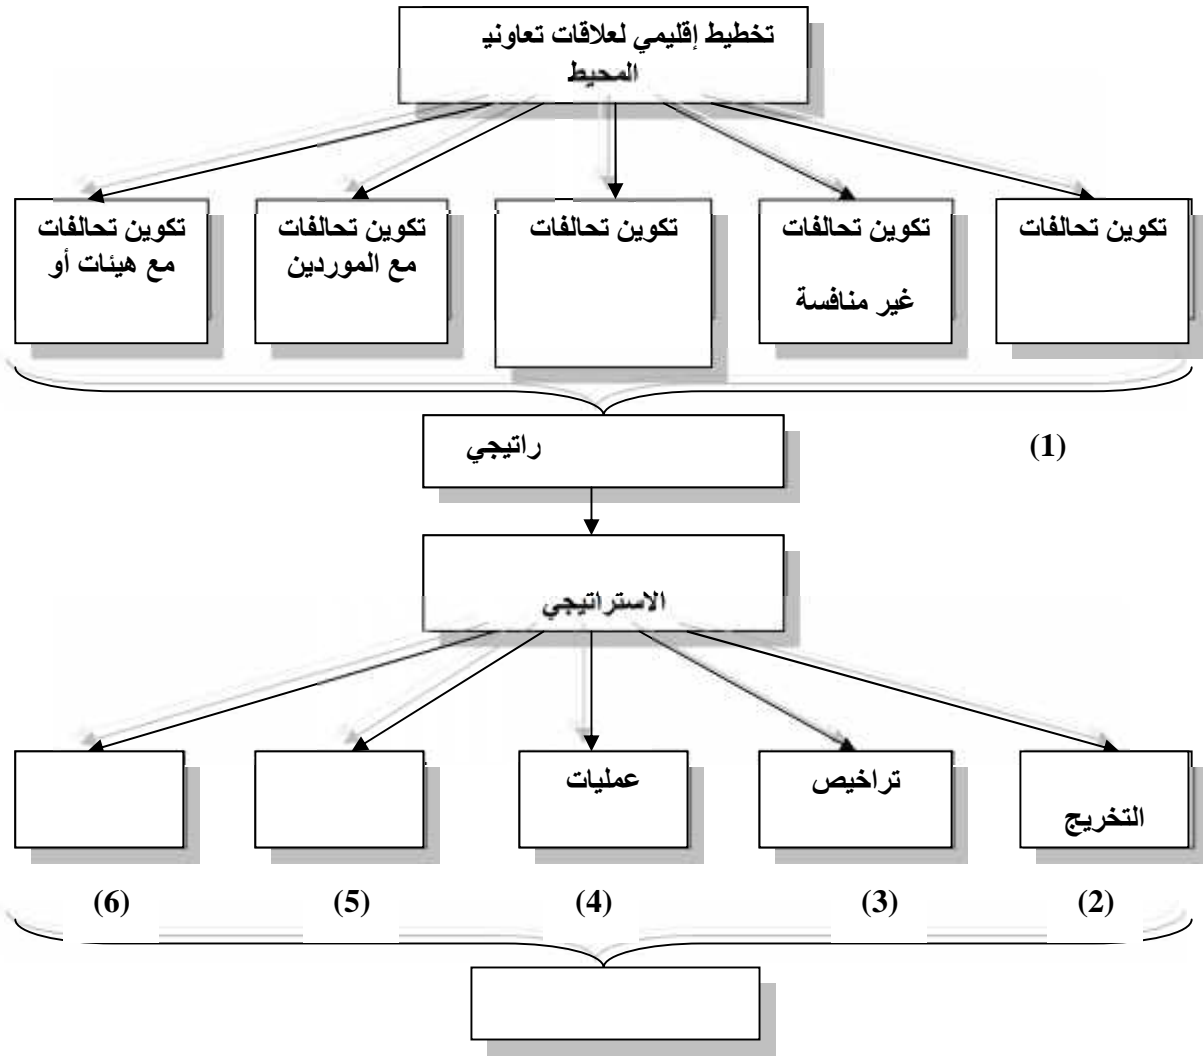 تخطيط إقليمي لعلاقات تعاوني
المحيط
تكوين تحالفات
تكوين تحالفات
غير منافسة
تكوين تحالفات
تكوين تحالفات
مع الموردين
تكوين تحالفات
مع هيئات أو
راتيجي
(1)
الاستراتيجي
التخريج
تراخيص
عمليات
(2)
(3)
(4)
(5)
(6)